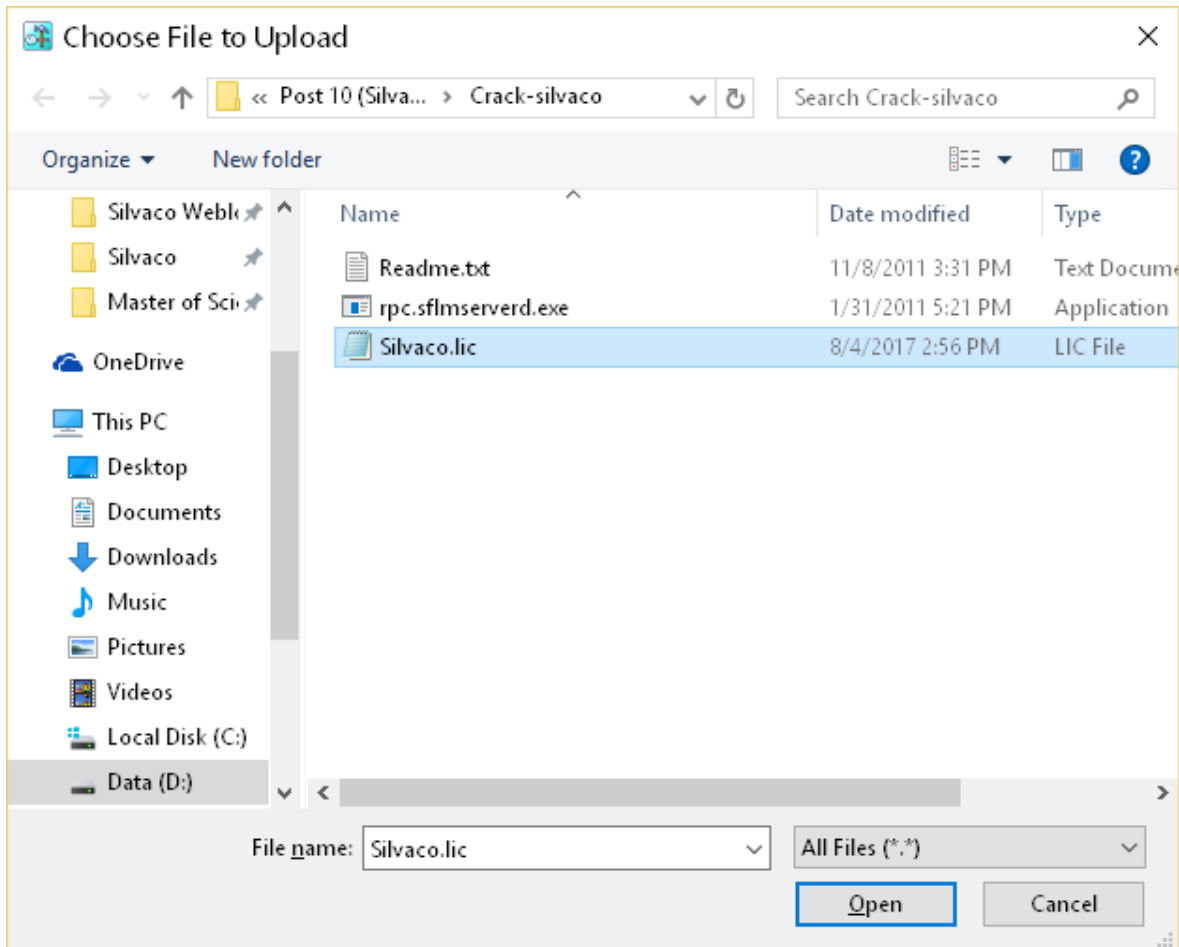 Choose File to Upload
« Post 10 (Silva... > Crack-silvaco
Search Crack-silvaco
Organize
New folder
Name
Date modified
Type
Silvaco Weblo
Silvaco
Master of Scie
OneDrive
This PC
Desktop
Documents
Downloads
Music
Pictures
Videos
Local Disk (C:)
Data (D:)
Readme.txt 11/8/2011 3:31 PM Text Docume
rpc.sflmserverd.exe 1/31/2011 5:21 PM Application
Silvaco.lic 8/4/2017 2:56 PM LIC File
File name: Silvaco.lic
All Files (*.*)
Open
Cancel